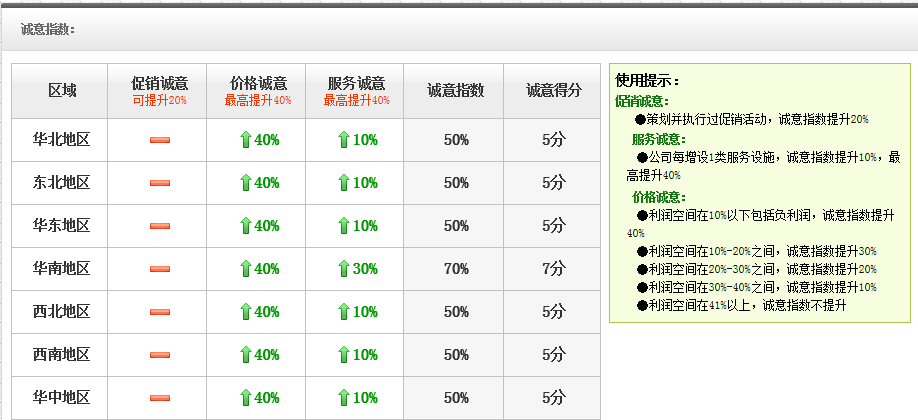 诚意指数：
区域 促销诚意 价格诚意 服务诚意 诚意指数 诚意得分
可提升20% 最高提升40% 最高提升40%
华北地区 40% 10% 50% 5分
东北地区 40% 10% 50% 5分
华东地区 40% 10% 50% 5分
华南地区 40% 30% 70% 7分
西北地区 40% 10% 50% 5分
西南地区 40% 10% 50% 5分
华中地区 40% 10% 50% 5分
使用提示：
促销诚意：
●策划并执行过促销活动，诚意指数提升20%
服务诚意：
●公司每增设1类服务设施，诚意指数提升10%，最
高提升40%
价格诚意：
●利润空间在10%以下包括负利润，诚意指数提升
40%
●利润空间在10%-20%之间，诚意指数提升30%
●利润空间在20%-30%之间，诚意指数提升20%
●利润空间在30%-40%之间，诚意指数提升10%
●利润空间在41%以上，诚意指数不提升